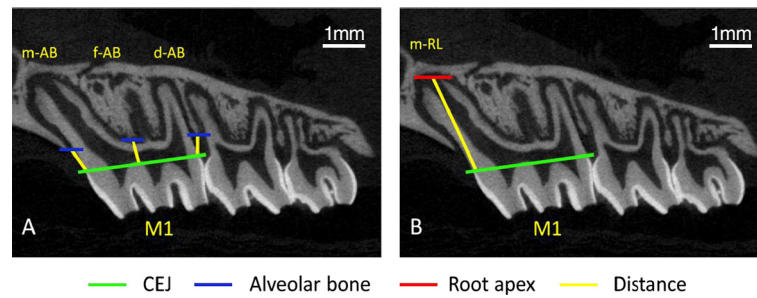 m-AB f-AB d-AB 1mm
A M1
m-RL 1mm
B M1
CEJ Alveolar bone Root apex Distance